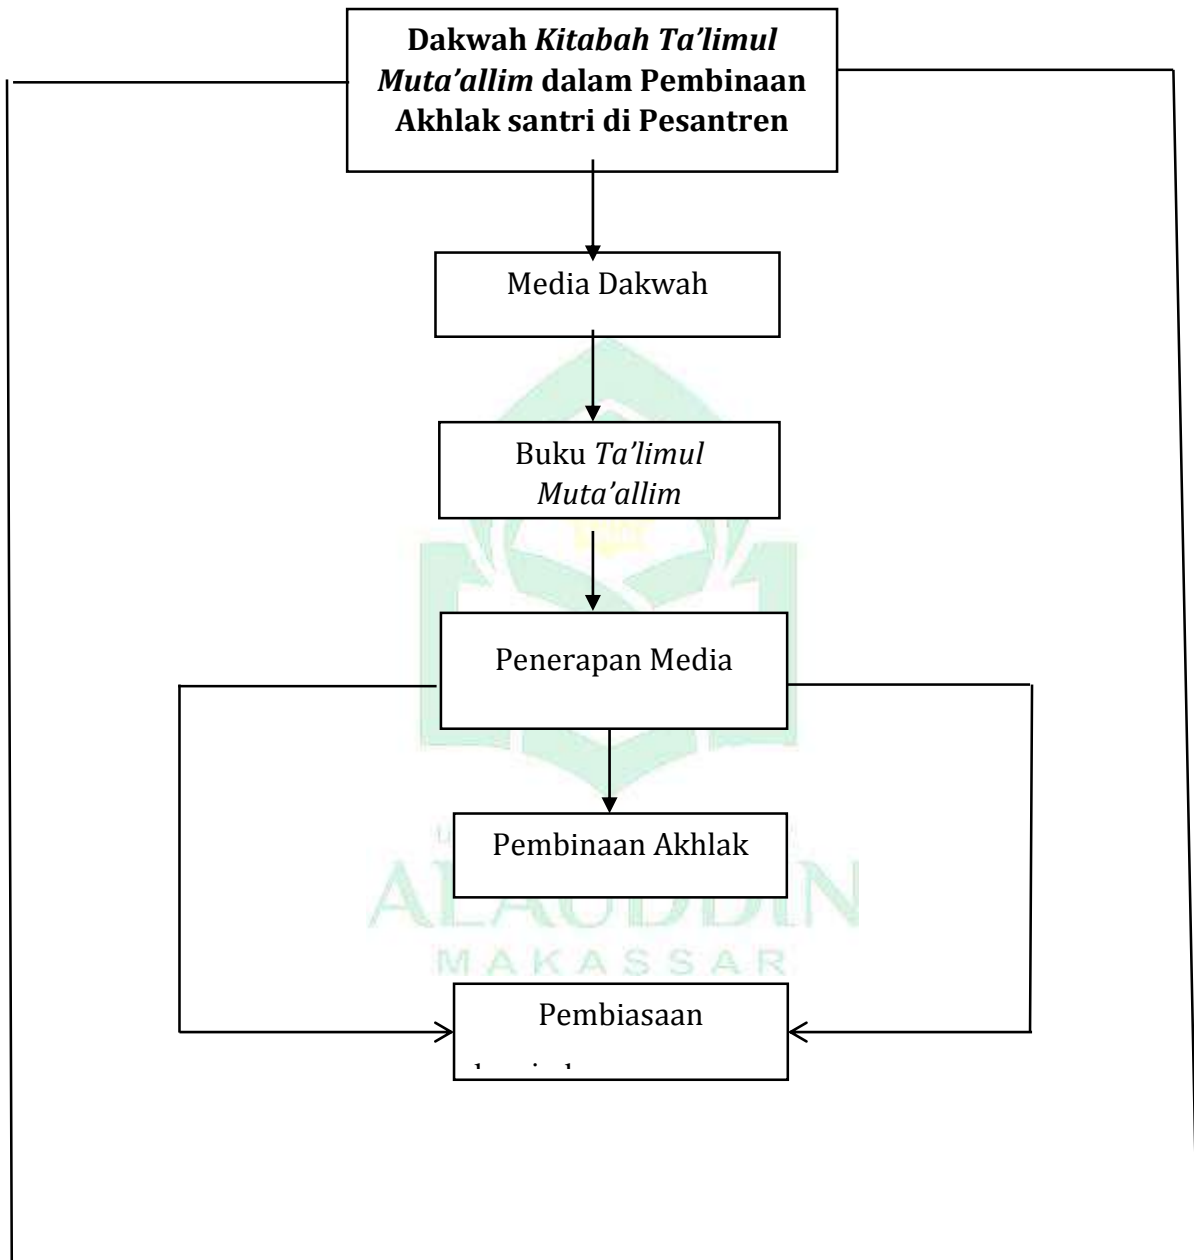 Dakwah Kitabah Ta’limul
Muta’allim dalam Pembinaan
Akhlak santri di Pesantren
Media Dakwah
Buku Ta’limul
Muta’allim
Penerapan Media
Pembinaan Akhlak
ALAUDDIN
MAKASSAR
Pembiasaan